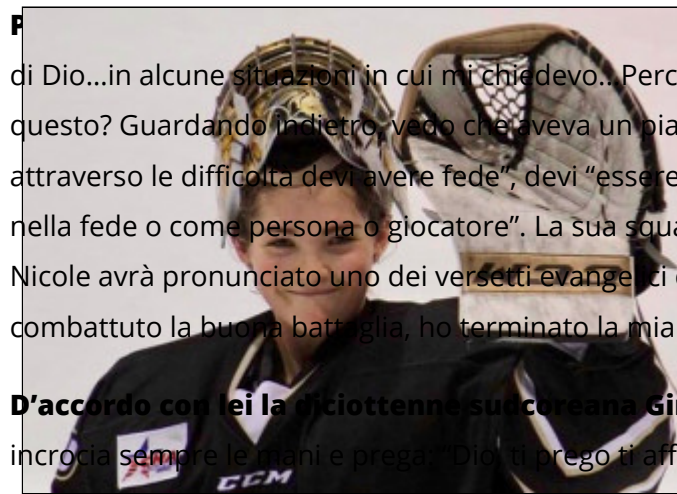 P
di Dio...in alcune situazioni in cui mi chiedevo...Perc
questo? Guardando indietro, vedo che aveva un pia
attraverso le difficoltà devi avere fede”, devi “essere
nella fede o come persona o giocatore”. La sua squa
Nicole avrà pronunciato uno dei versetti evangelici
combattuto la buona battaglia, ho terminato la mia
D’accordo con lei la diciottenne sudcoreana Gi
incrocia sempre le mani e prega: “Dio, ti prego ti aff
CCM